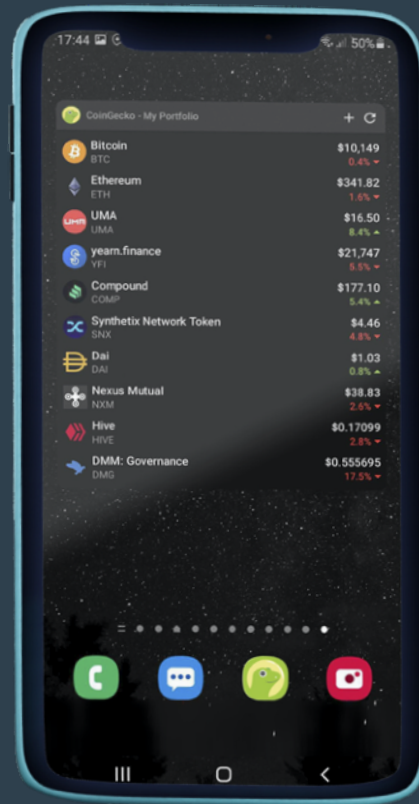 17:44 50%
CoinGecko - My Portfolio
Bitcoin $10,149
BTC 0.4%
Ethereum $341.82
ETH 1.6%
UMA UMA $16.50
UMA 8.4%
yearn.finance $21,747
YFI 5.5%
Compound $177.10
COMP 5.4%
Synthetix Network Token $4.46
SNX 4.8%
Dai $1.03
DAI 0.8%
Nexus Mutual $38.83
NXM 2.6%
Hive $0.17099
HIVE 2.8%
DMM: Governance $0.555695
DMG 17.5%